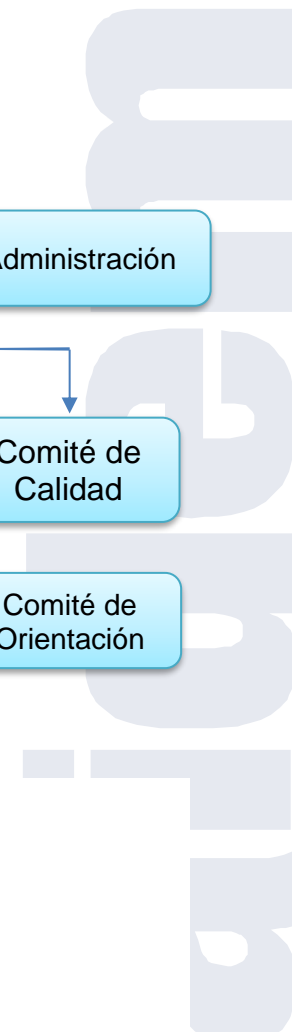 Administración
Comité de
Calidad
Comité de
Orientación